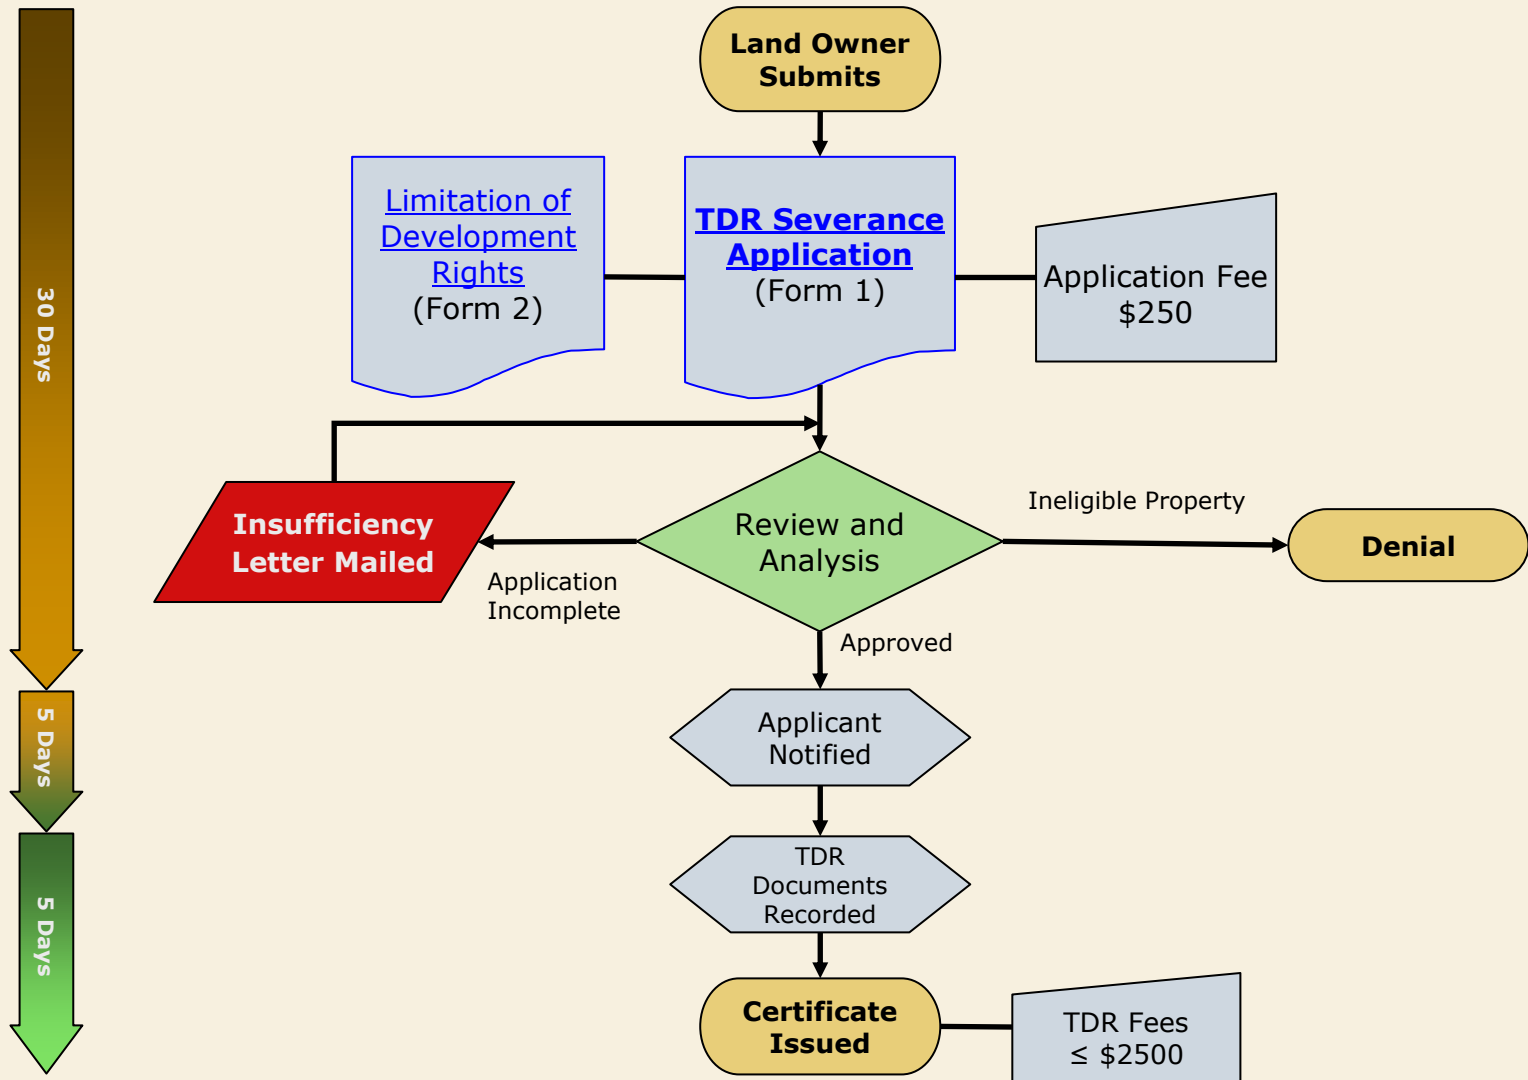 Land Owner
Submits
Limitation of
Development
Rights
(Form 2)
TDR Severance
Application
(Form 1)
Application Fee
$250
30 Days
Insufficiency
Letter Mailed
Application
Incomplete
Review and
Analysis
Ineligible Property
Denial
Approved
5 Days
Applicant
Notified
5 Days
TDR
Documents
Recorded
Certificate
Issued
TDR Fees
≤ $2500